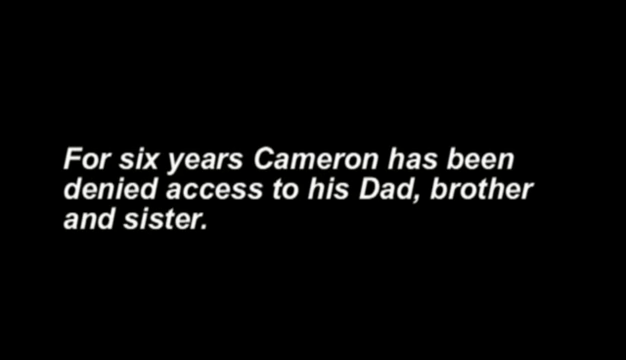 For six years Cameron has been
denied access to his Dad, brother
and sister.